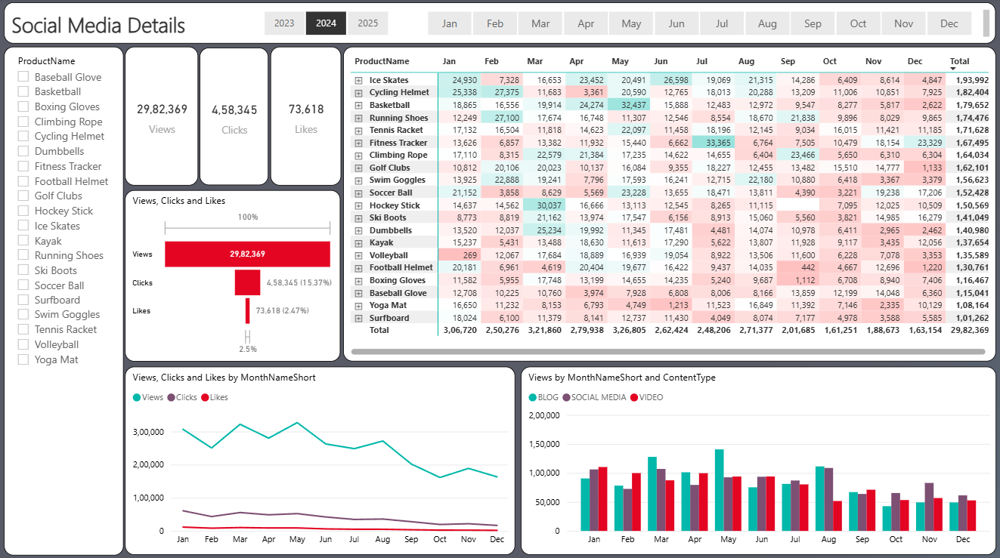 Social Media Details
2023 2024 2025
Jan Feb Mar Apr May Jun Jul Aug Sep Oct Nov Dec
ProductName
Baseball Glove
Basketball
Boxing Gloves
Climbing Rope
Cycling Helmet
Dumbbells
Fitness Tracker
Football Helmet
Golf Clubs
Hockey Stick
Ice Skates
Kayak
Running Shoes
Ski Boots
Soccer Ball
Surfboard
Swim Goggles
Tennis Racket
Volleyball
Yoga Mat
29,82,369
Views
4,58,345
Clicks
73,618
Likes
Views, Clicks and Likes
100%
Views 29,82,369
Clicks 4,58,345 (15.37%)
Likes 73,618 (2.47%)
2.5%
ProductName Jan Feb Mar Apr May Jun Jul Aug Sep Oct Nov Dec Total
Ice Skates 24,930 7,328 16,653 23,452 20,491 26,598 19,069 21,315 14,286 6,409 8,614 4,847 1,93,992
Cycling Helmet 25,338 27,375 11,683 3,361 20,590 12,765 18,013 20,288 13,209 11,006 10,851 7,925 1,82,404
Basketball 18,865 16,556 19,914 24,274 32,437 15,888 12,483 12,972 9,547 8,277 5,817 2,622 1,79,652
Running Shoes 12,249 27,100 17,674 16,748 11,307 12,546 8,554 18,670 21,838 9,896 8,029 9,865 1,74,476
Tennis Racket 17,132 16,504 11,818 14,623 22,097 11,458 18,196 12,145 9,034 16,015 11,421 11,185 1,71,628
Fitness Tracker 13,626 6,857 13,382 11,932 15,440 6,662 33,365 6,764 7,505 10,479 18,154 23,329 1,67,495
Climbing Rope 17,110 8,315 22,579 21,384 17,235 14,622 14,655 6,404 23,466 5,650 6,310 6,304 1,64,034
Golf Clubs 10,812 20,106 20,023 10,137 16,084 9,355 18,227 12,455 13,482 15,510 14,777 1,133 1,62,101
Swim Goggles 13,925 22,888 19,241 7,796 17,593 16,241 12,715 22,180 10,880 6,418 3,367 3,379 1,56,623
Soccer Ball 21,152 3,858 8,629 5,569 23,228 13,655 18,471 13,811 4,390 3,221 19,238 17,206 1,52,428
Hockey Stick 14,637 14,562 30,037 16,666 13,113 12,545 8,265 11,115 7,095 12,025 10,509 1,50,569
Ski Boots 8,773 8,819 21,162 13,974 17,547 6,156 8,913 15,060 5,560 3,821 14,985 16,279 1,41,049
Dumbbells 13,520 12,037 25,234 19,992 11,345 17,481 4,481 14,074 10,978 6,411 2,965 2,462 1,40,980
Kayak 15,237 5,431 13,488 18,630 11,613 17,290 5,622 13,807 11,928 9,117 3,435 12,056 1,37,654
Volleyball 269 12,067 17,684 18,889 16,939 19,054 8,922 13,506 11,600 6,228 7,078 3,353 1,35,589
Football Helmet 20,181 6,961 4,619 20,404 19,677 16,422 9,437 14,035 442 4,667 12,696 1,220 1,30,761
Boxing Gloves 11,582 5,955 17,748 13,199 14,655 14,235 5,240 9,687 1,112 6,708 8,940 7,406 1,16,467
Baseball Glove 12,708 10,225 10,760 3,974 7,928 6,808 8,006 8,166 13,859 12,199 14,048 6,360 1,15,041
Yoga Mat 16,650 11,232 8,153 6,793 4,749 1,213 11,523 16,849 11,392 7,146 2,335 10,129 1,08,164
Surfboard 18,024 6,100 11,379 8,141 12,737 11,430 4,049 8,074 7,177 4,978 3,588 5,585 1,01,262
Total 3,06,720 2,50,276 3,21,860 2,79,938 3,26,805 2,62,424 2,48,206 2,71,377 2,01,685 1,61,251 1,88,673 1,63,154 29,82,369
Views, Clicks and Likes by MonthNameShort
Views Clicks Likes
3,00,000
2,00,000
1,00,000
0
Jan Feb Mar Apr May Jun Jul Aug Sep Oct Nov Dec
Views by MonthNameShort and ContentType
BLOG SOCIAL MEDIA VIDEO
2,00,000
1,50,000
1,00,000
50,000
0
Jan Feb Mar Apr May Jun Jul Aug Sep Oct Nov Dec